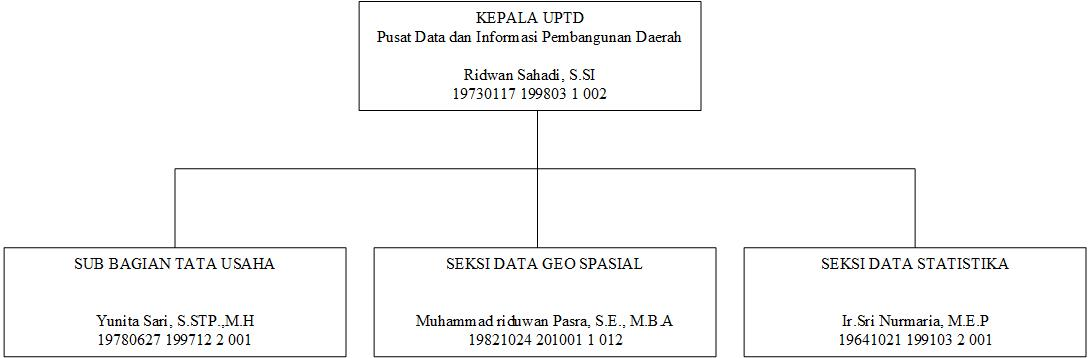 KEPALA UPTD
Pusat Data dan Informasi Pembangunan Daerah
Ridwan Sahadi, S.SI
19730117 199803 1 002
SUB BAGIAN TATA USAHA
Yunita Sari, S.STP.,M.H
19780627 199712 2 001
SEKSI DATA GEO SPASIAL
Muhammad riduwan Pasra, S.E., M.B.A
19821024 201001 1 012
SEKSI DATA STATISTIKA
Ir.Sri Nurmaria, M.E.P
19641021 199103 2 001